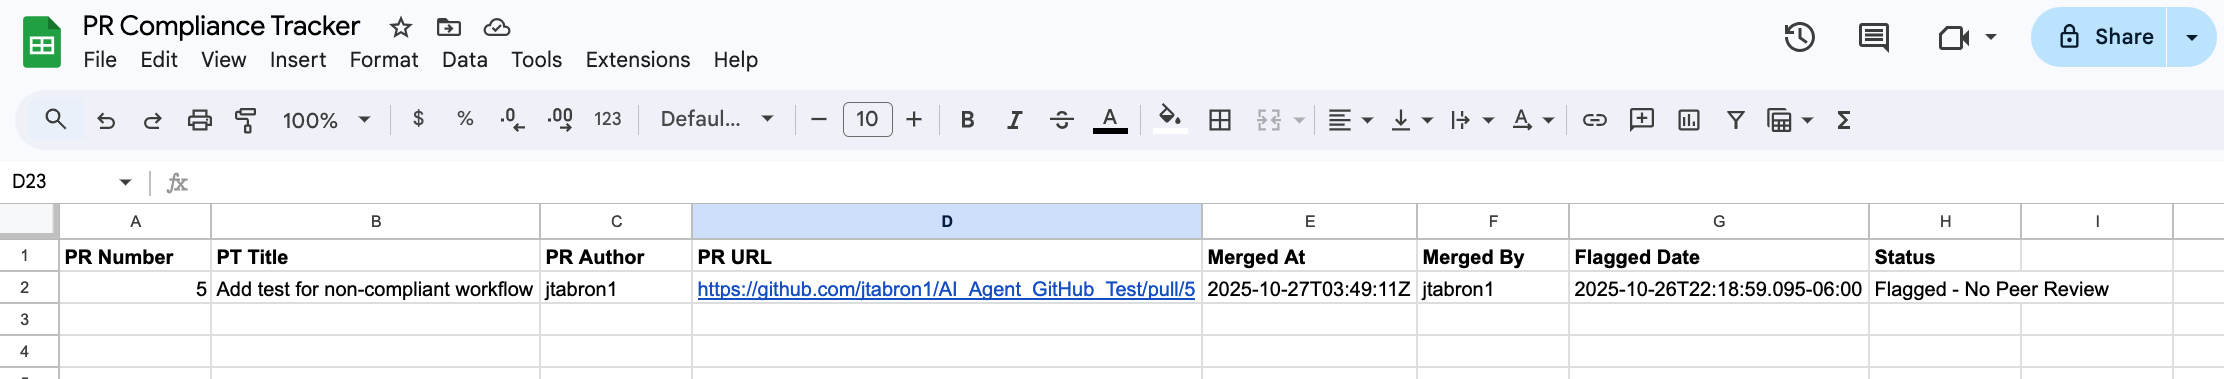 PR Compliance Tracker
File Edit View Insert Format Data Tools Extensions Help
Share
100% $ % .0 .00 123 Defaul... 10 B I S A A Σ
D23 fx
A B C D E F G H I
1 PR Number PT Title PR Author PR URL Merged At Merged By Flagged Date Status
2 5 Add test for non-compliant workflow jtabron1 https://github.com/jtabron1/AI_Agent_GitHub_Test/pull/5 2025-10-27T03:49:11Z jtabron1 2025-10-26T22:18:59.095-06:00 Flagged - No Peer Review
3
4